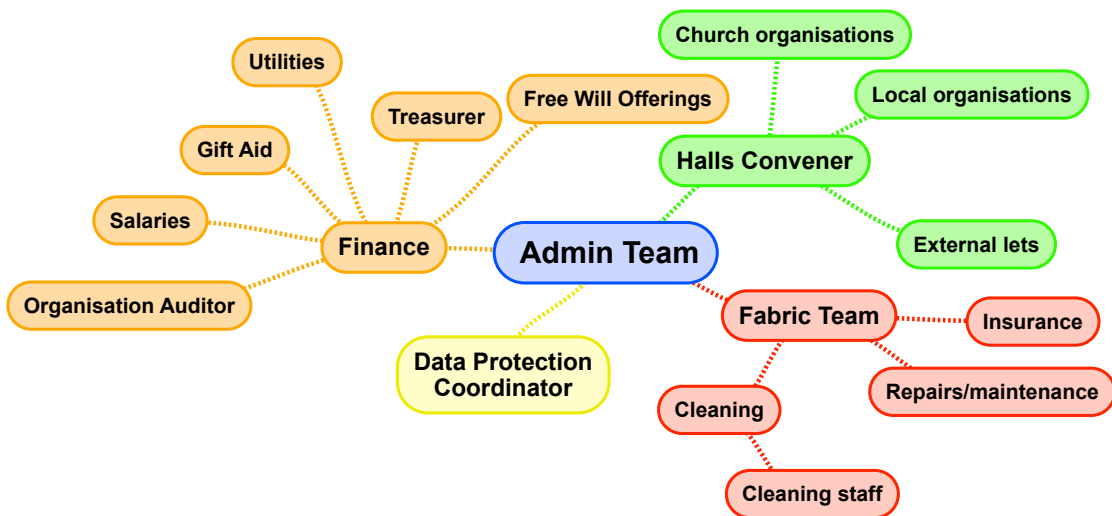 Church organisations
Utilities
Local organisations
Free Will Offerings
Treasurer
Gift Aid
Halls Convener
Salaries
Finance
Admin Team
External lets
Organisation Auditor
Fabric Team
Insurance
Data Protection
Coordinator
Repairs/maintenance
Cleaning
Cleaning staff